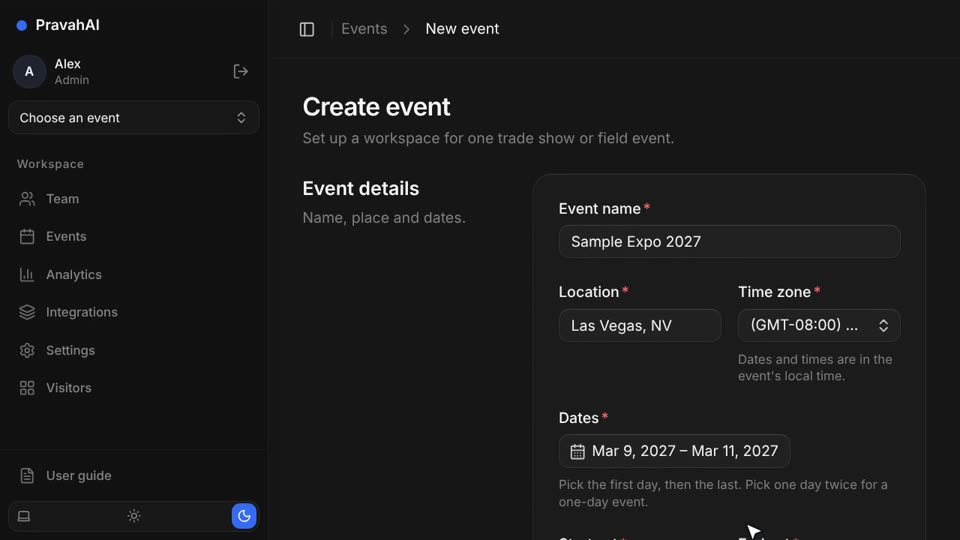 PravahAI
A
Alex
Admin
Choose an event
Workspace
Team
Events
Analytics
Integrations
Settings
Visitors
User guide
Events > New event
Create event
Set up a workspace for one trade show or field event.
Event details
Name, place and dates.
Event name*
Sample Expo 2027
Location*
Las Vegas, NV
Time zone*
(GMT-08:00) ...
Dates and times are in the
event's local time.
Dates*
Mar 9, 2027 – Mar 11, 2027
Pick the first day, then the last. Pick one day twice for a
one-day event.